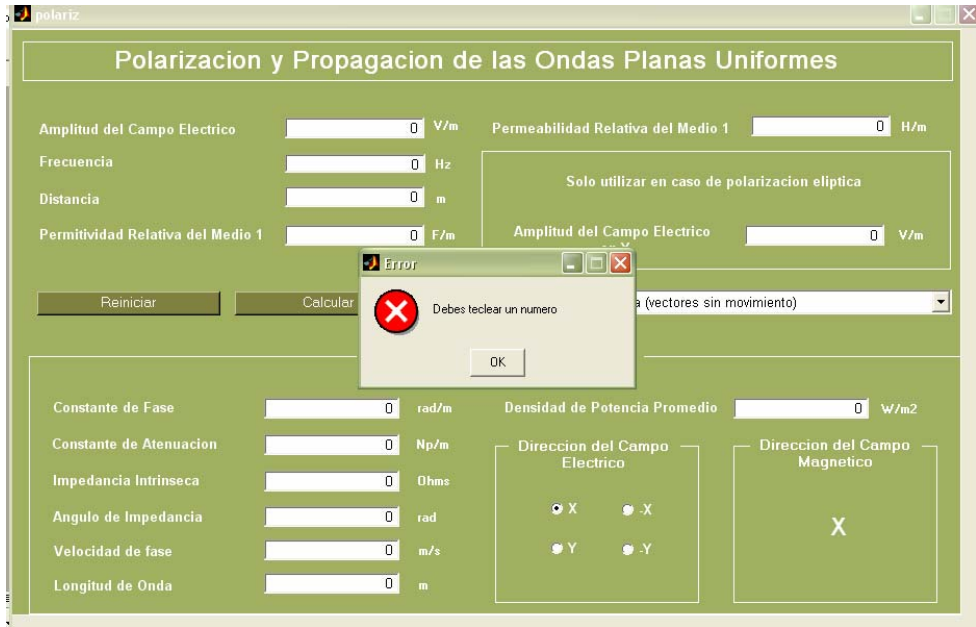 polariz
Polarizacion y Propagacion de las Ondas Planas Uniformes
Amplitud del Campo Electrico 0 V/m
Permeabilidad Relativa del Medio 1 0 H/m
Frecuencia 0 Hz
Solo utilizar en caso de polarizacion eliptica
Distancia 0 m
Permitividad Relativa del Medio 1 0 F/m
Amplitud del Campo Electrico
0 V/m
Error
Debes teclear un numero
OK
Reiniciar
Calcular
(vectores sin movimiento)
Constante de Fase 0 rad/m
Densidad de Potencia Promedio 0 W/m2
Constante de Atenuacion 0 Np/m
Impedancia Intrinseca 0 Ohms
Angulo de Impedancia 0 rad
Velocidad de fase 0 m/s
Longitud de Onda 0 m
Direccion del Campo
Electrico
X -X
Y -Y
Direccion del Campo
Magnetico
X